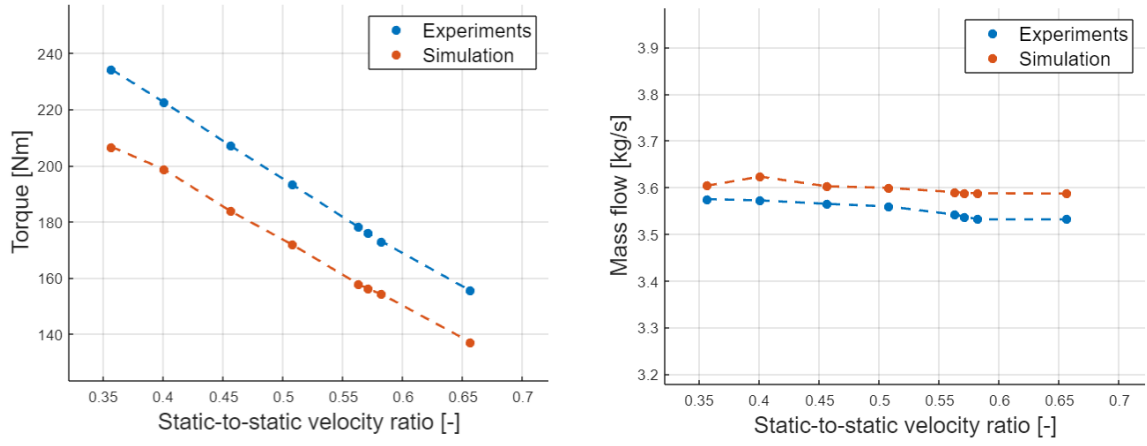 Experiments
Simulation
240
220
200
180
160
140
Torque [Nm]
0.35 0.4 0.45 0.5 0.55 0.6 0.65 0.7
Static-to-static velocity ratio [-]
Experiments
Simulation
3.9
3.8
3.7
3.6
3.5
3.4
3.3
3.2
Mass flow [kg/s]
0.35 0.4 0.45 0.5 0.55 0.6 0.65 0.7
Static-to-static velocity ratio [-]